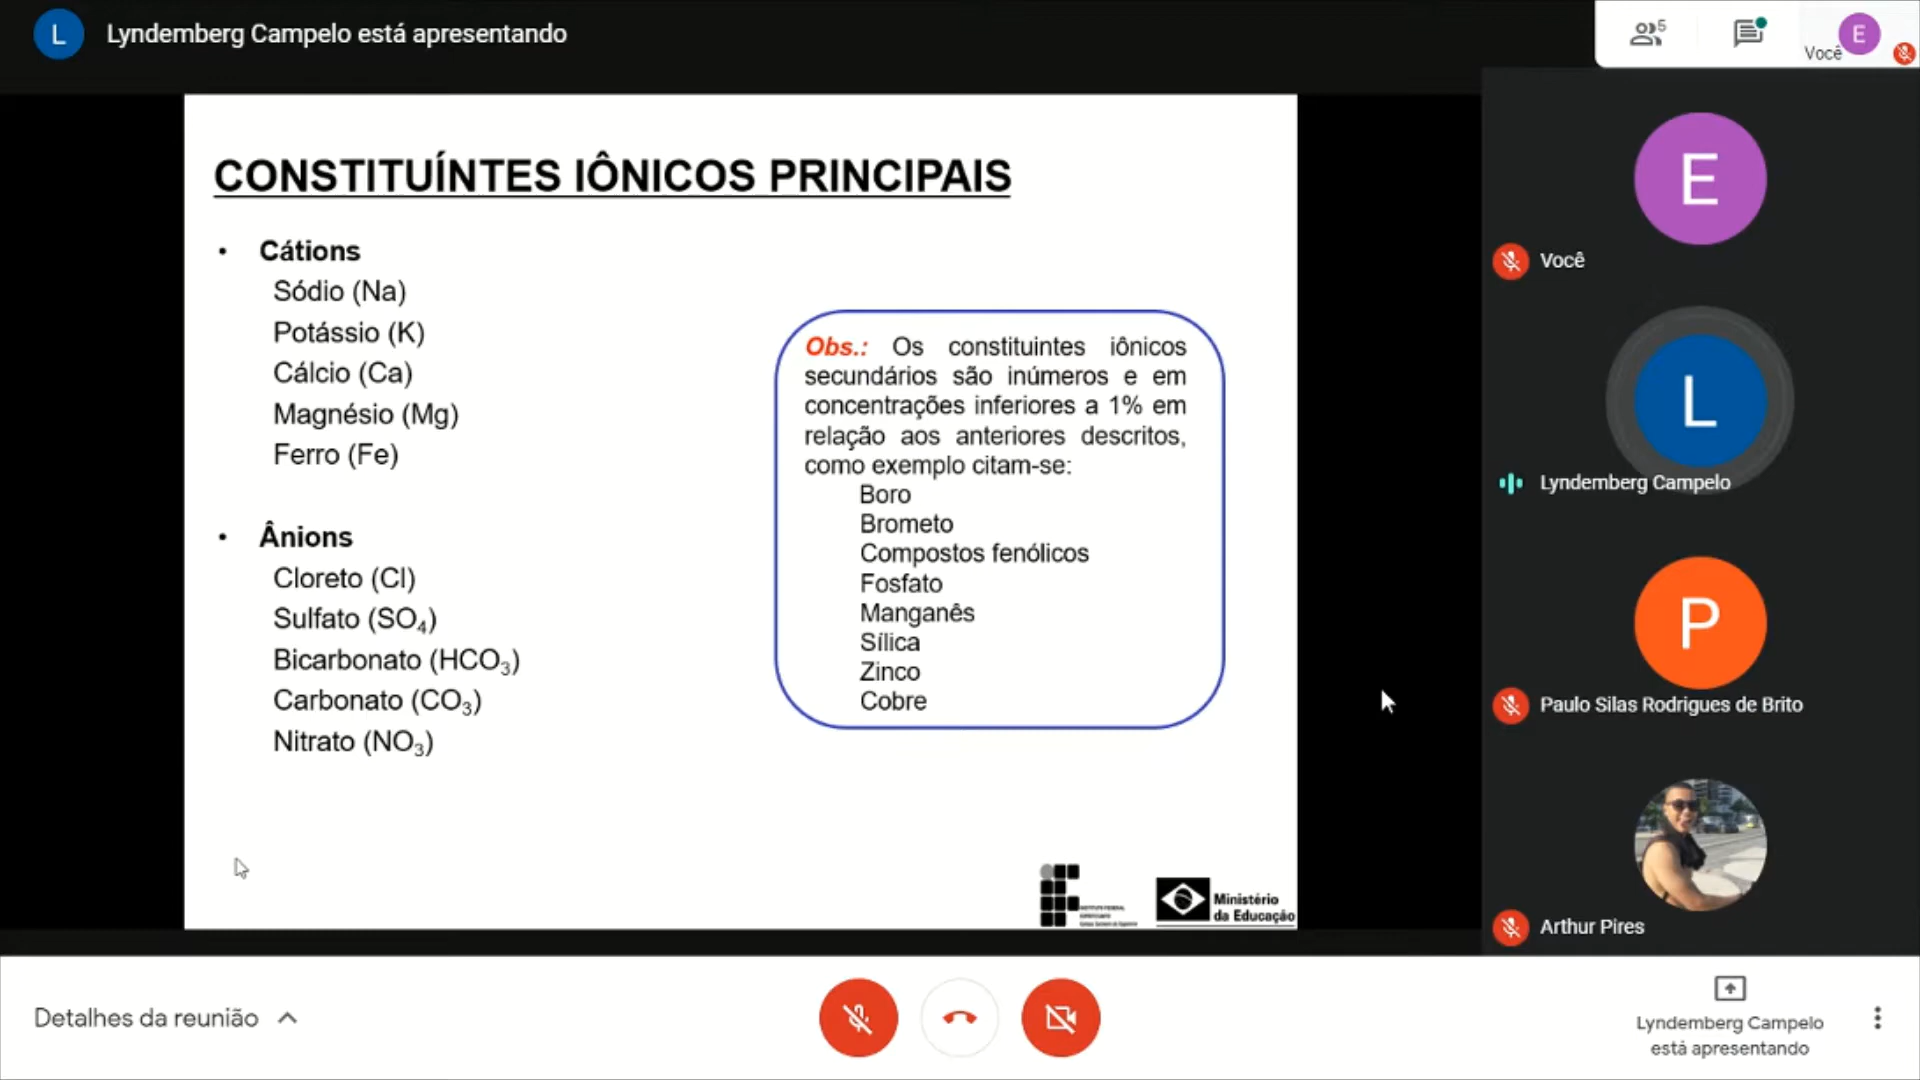 L
Lyndemberg Campelo está apresentando
5
Você
E
CONSTITUÍNTES IÔNICOS PRINCIPAIS
• Cátions
Sódio (Na)
Potássio (K)
Cálcio (Ca)
Magnésio (Mg)
Ferro (Fe)
• Ânions
Cloreto (Cl)
Sulfato (SO₄)
Bicarbonato (HCO₃)
Carbonato (CO₃)
Nitrato (NO₃)
Obs.: Os constituintes iônicos
secundários são inúmeros e em
concentrações inferiores a 1% em
relação aos anteriores descritos,
como exemplo citam-se:
Boro
Brometo
Compostos fenólicos
Fosfato
Manganês
Sílica
Zinco
Cobre
Ministério
da Educação
E
Você
L
Lyndemberg Campelo
P
Paulo Silas Rodrigues de Brito
Arthur Pires
Detalhes da reunião
Lyndemberg Campelo
está apresentando